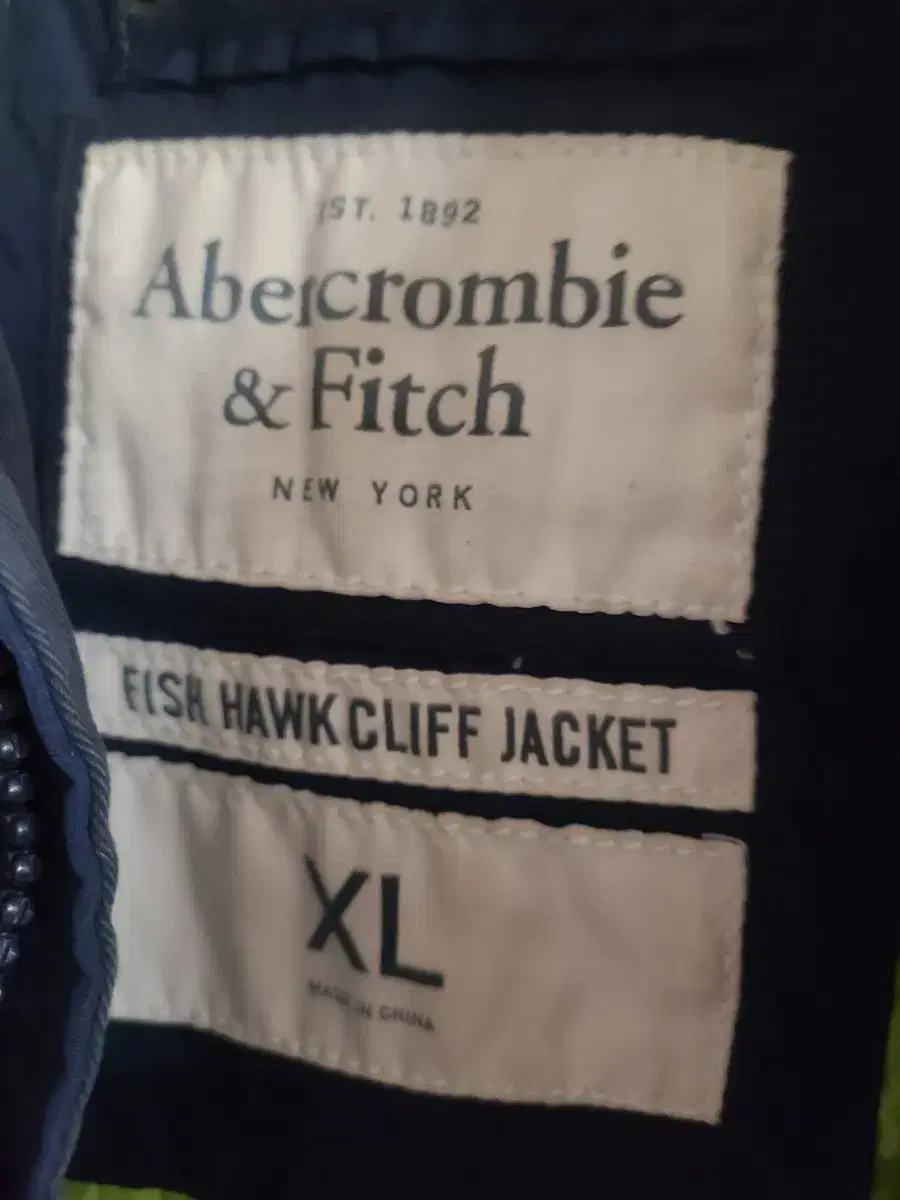 EST. 1892
Abercrombie
& Fitch
NEW YORK
FISH HAWK CLIFF JACKET
XL
MADE IN CHINA